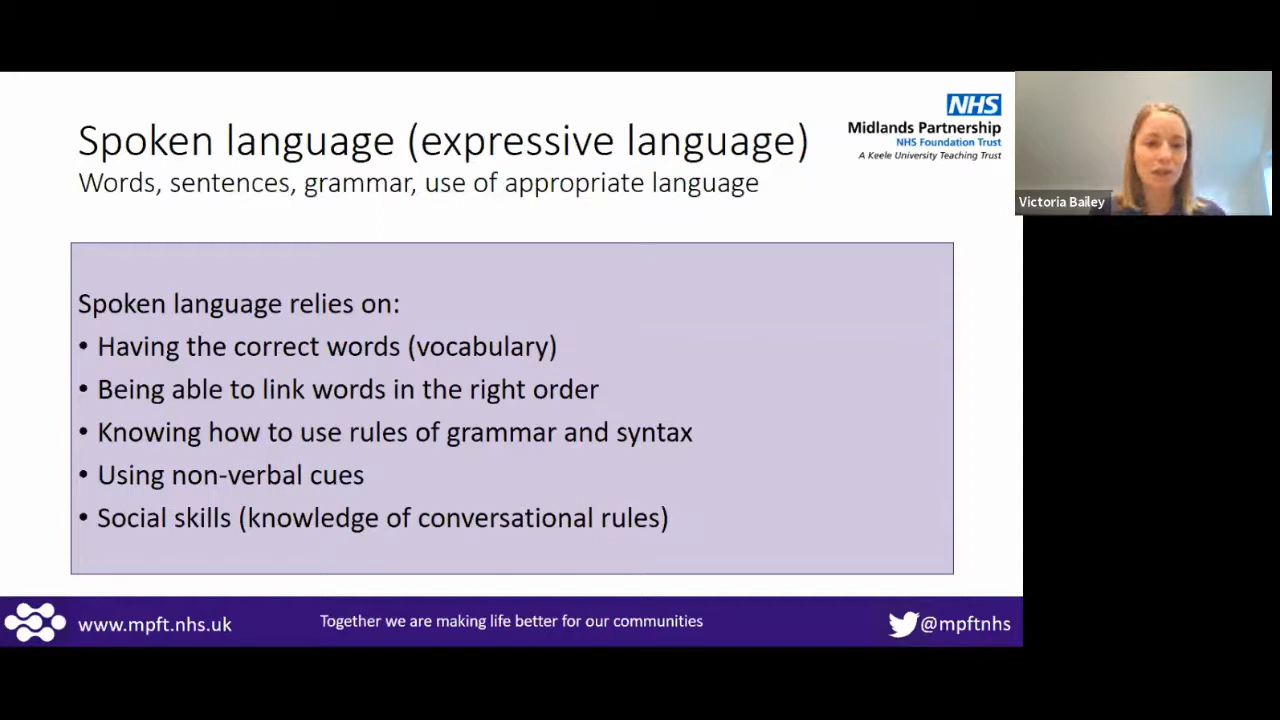 Spoken language (expressive language)
Words, sentences, grammar, use of appropriate language
NHS
Midlands Partnership
NHS Foundation Trust
A Keele University Teaching Trust
Victoria Bailey
Spoken language relies on:
• Having the correct words (vocabulary)
• Being able to link words in the right order
• Knowing how to use rules of grammar and syntax
• Using non-verbal cues
• Social skills (knowledge of conversational rules)
www.mpft.nhs.uk
Together we are making life better for our communities
@mpftnhs